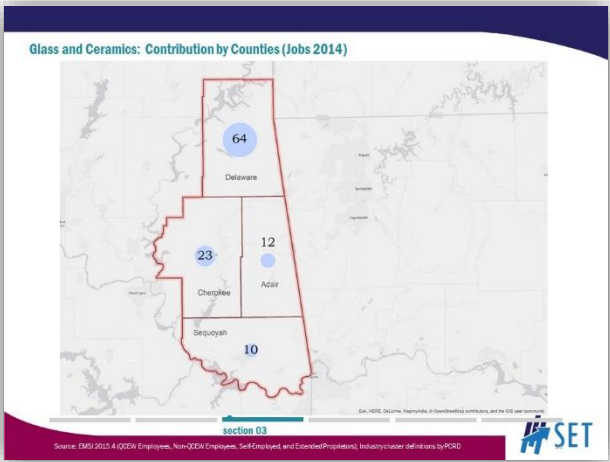 Glass and Ceramics: Contribution by Counties (Jobs 2014)
64
Delaware
12
23
Adair
Cherokee
Sequoyah
10
Esri, HERE, DeLorme, MapmyIndia, © OpenStreetMap contributors, and the GIS user community
section 03
Source: EMSI 2015.4 (QCEW Employees, Non-QCEW Employees, Self-Employed, and Extended Proprietors); Industry cluster definitions by PCRD
SET